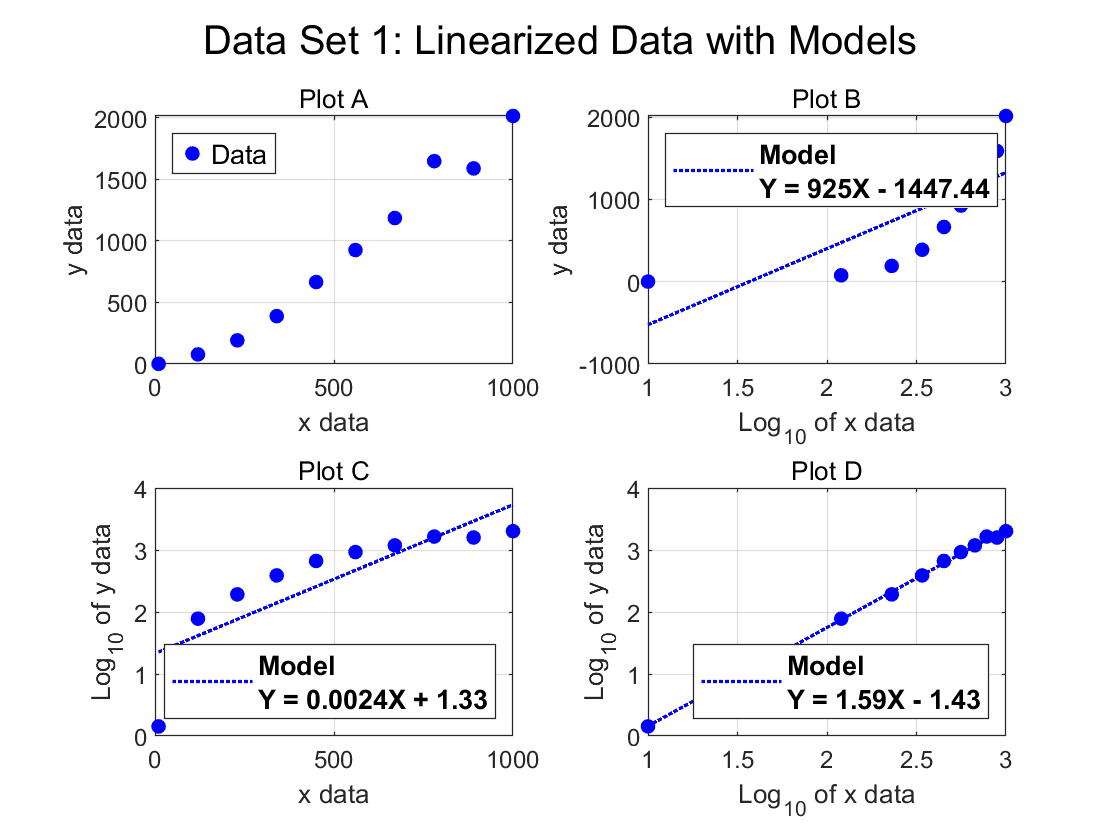 Data Set 1: Linearized Data with Models
Plot A
2000
1500
1000
500
0
y data
Data
0 500 1000
x data
Plot B
2000
1000
0
-1000
y data
Model
Y = 925X - 1447.44
1 1.5 2 2.5 3
Log10 of x data
Plot C
4
3
2
1
0
Log10 of y data
Model
Y = 0.0024X + 1.33
0 500 1000
x data
Plot D
4
3
2
1
0
Log10 of y data
Model
Y = 1.59X - 1.43
1 1.5 2 2.5 3
Log10 of x data